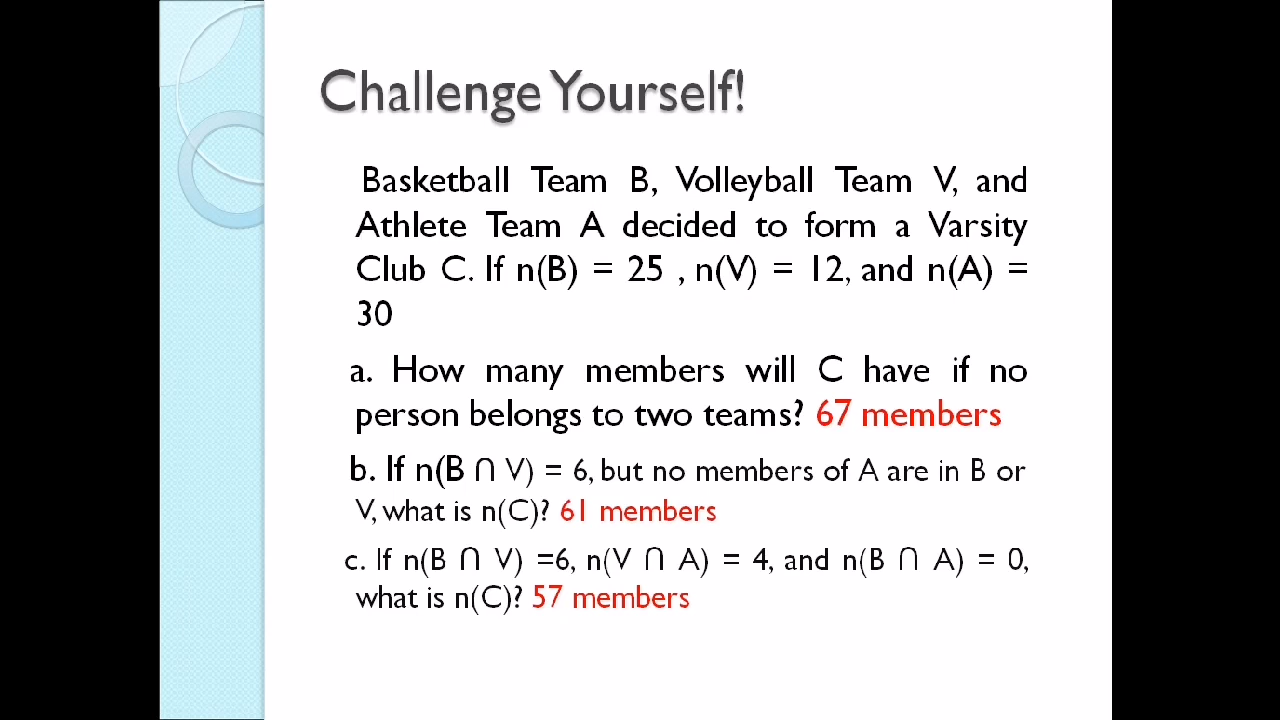 Challenge Yourself!
Basketball Team B, Volleyball Team V, and
Athlete Team A decided to form a Varsity
Club C. If n(B) = 25 , n(V) = 12, and n(A) =
30
a. How many members will C have if no
person belongs to two teams? 67 members
b. If n(B ∩ V) = 6, but no members of A are in B or
V, what is n(C)? 61 members
c. If n(B ∩ V) =6, n(V ∩ A) = 4, and n(B ∩ A) = 0,
what is n(C)? 57 members